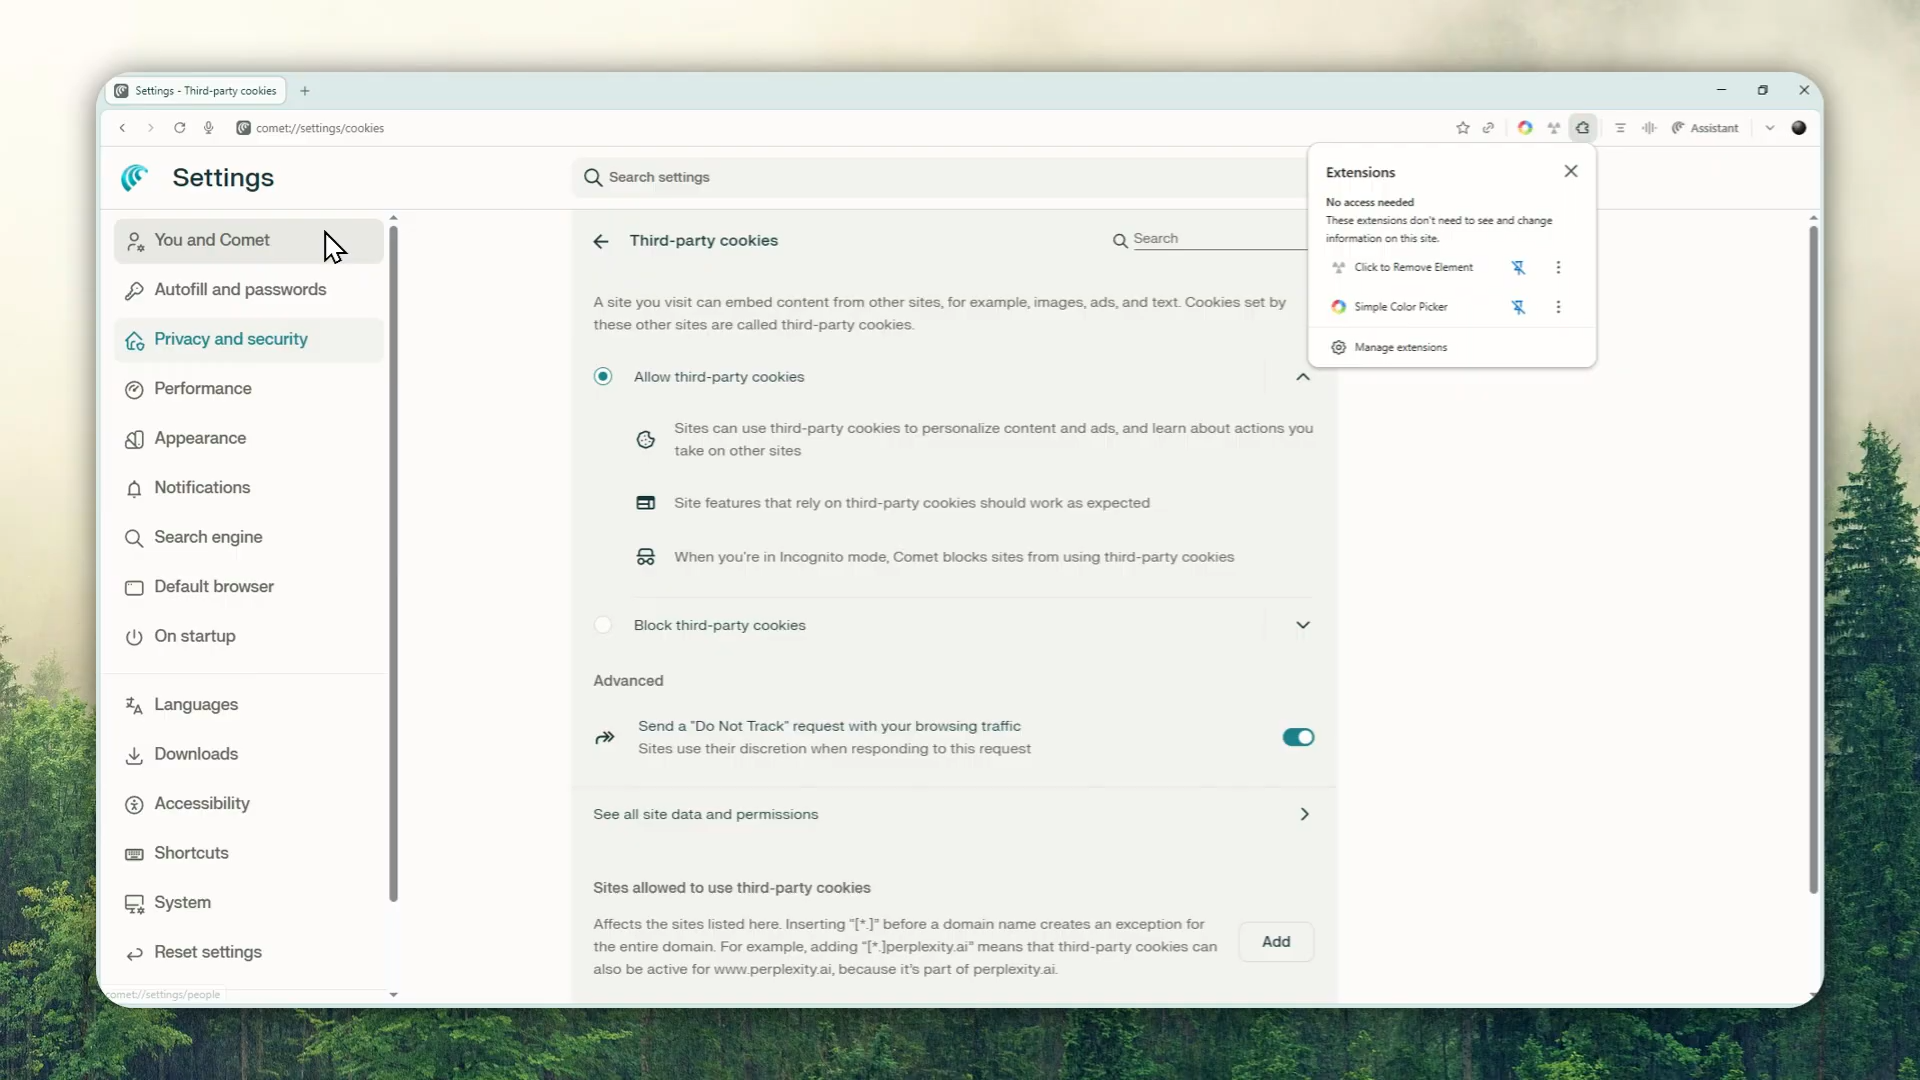 Settings - Third-party cookies
comet://settings/cookies
Assistant
Settings
Search settings
You and Comet
Autofill and passwords
Privacy and security
Performance
Appearance
Notifications
Search engine
Default browser
On startup
Languages
Downloads
Accessibility
Shortcuts
System
Reset settings
comet://settings/people
Third-party cookies
Search
A site you visit can embed content from other sites, for example, images, ads, and text. Cookies set by
these other sites are called third-party cookies.
Allow third-party cookies
Sites can use third-party cookies to personalize content and ads, and learn about actions you
take on other sites
Site features that rely on third-party cookies should work as expected
When you're in Incognito mode, Comet blocks sites from using third-party cookies
Block third-party cookies
Advanced
Send a "Do Not Track" request with your browsing traffic
Sites use their discretion when responding to this request
See all site data and permissions
Sites allowed to use third-party cookies
Affects the sites listed here. Inserting "[*.]" before a domain name creates an exception for
the entire domain. For example, adding "[*.]perplexity.ai" means that third-party cookies can
also be active for www.perplexity.ai, because it's part of perplexity.ai.
Add
Extensions
No access needed
These extensions don't need to see and change
information on this site.
Click to Remove Element
Simple Color Picker
Manage extensions